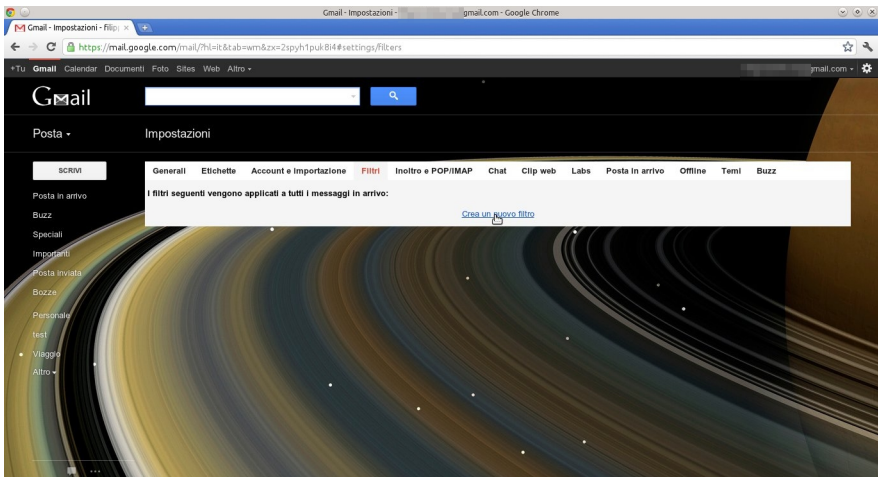 Gmail - Impostazioni - gmail.com - Google Chrome
Gmail - Impostazioni - filip
https://mail.google.com/mail/?hl=it&tab=wm&zx=2spyh1puk8i4#settings/filters
+Tu Gmail Calendar Documenti Foto Sites Web Altro
mail.com
Gmail
Posta
Impostazioni
SCRIVI
Generali Etichette Account e importazione Filtri Inoltro e POP/IMAP Chat Clip web Labs Posta in arrivo Offline Temi Buzz
I filtri seguenti vengono applicati a tutti i messaggi in arrivo:
Crea un nuovo filtro
Posta in arrivo
Buzz
Speciali
Importanti
Posta inviata
Bozze
Personale
test
Viaggio
Altro